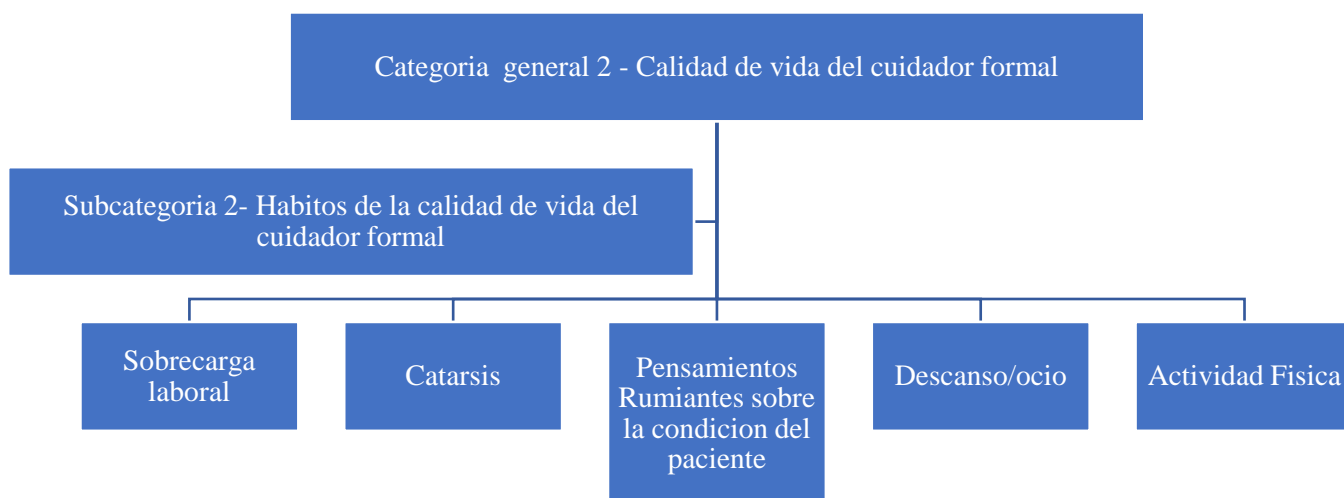 Categoria general 2 - Calidad de vida del cuidador formal
Subcategoria 2- Habitos de la calidad de vida del
cuidador formal
Sobrecarga
laboral
Catarsis
Pensamientos
Rumiantes sobre
la condicion del
paciente
Descanso/ocio
Actividad Fisica